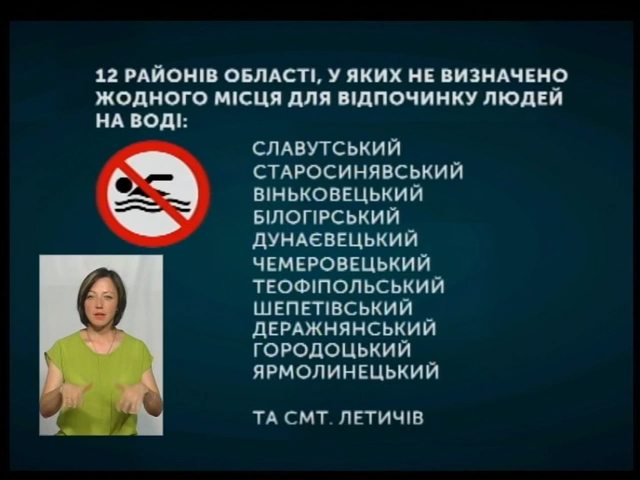 12 РАЙОНІВ ОБЛАСТІ, У ЯКИХ НЕ ВИЗНАЧЕНО
ЖОДНОГО МІСЦЯ ДЛЯ ВІДПОЧИНКУ ЛЮДЕЙ
НА ВОДІ:
СЛАВУТСЬКИЙ
СТАРОСИНЯВСЬКИЙ
ВІНЬКОВЕЦЬКИЙ
БІЛОГІРСЬКИЙ
ДУНАЄВЕЦЬКИЙ
ЧЕМЕРОВЕЦЬКИЙ
ТЕОФІПОЛЬСЬКИЙ
ШЕПЕТІВСЬКИЙ
ДЕРАЖНЯНСЬКИЙ
ГОРОДОЦЬКИЙ
ЯРМОЛИНЕЦЬКИЙ
ТА СМТ. ЛЕТИЧІВ